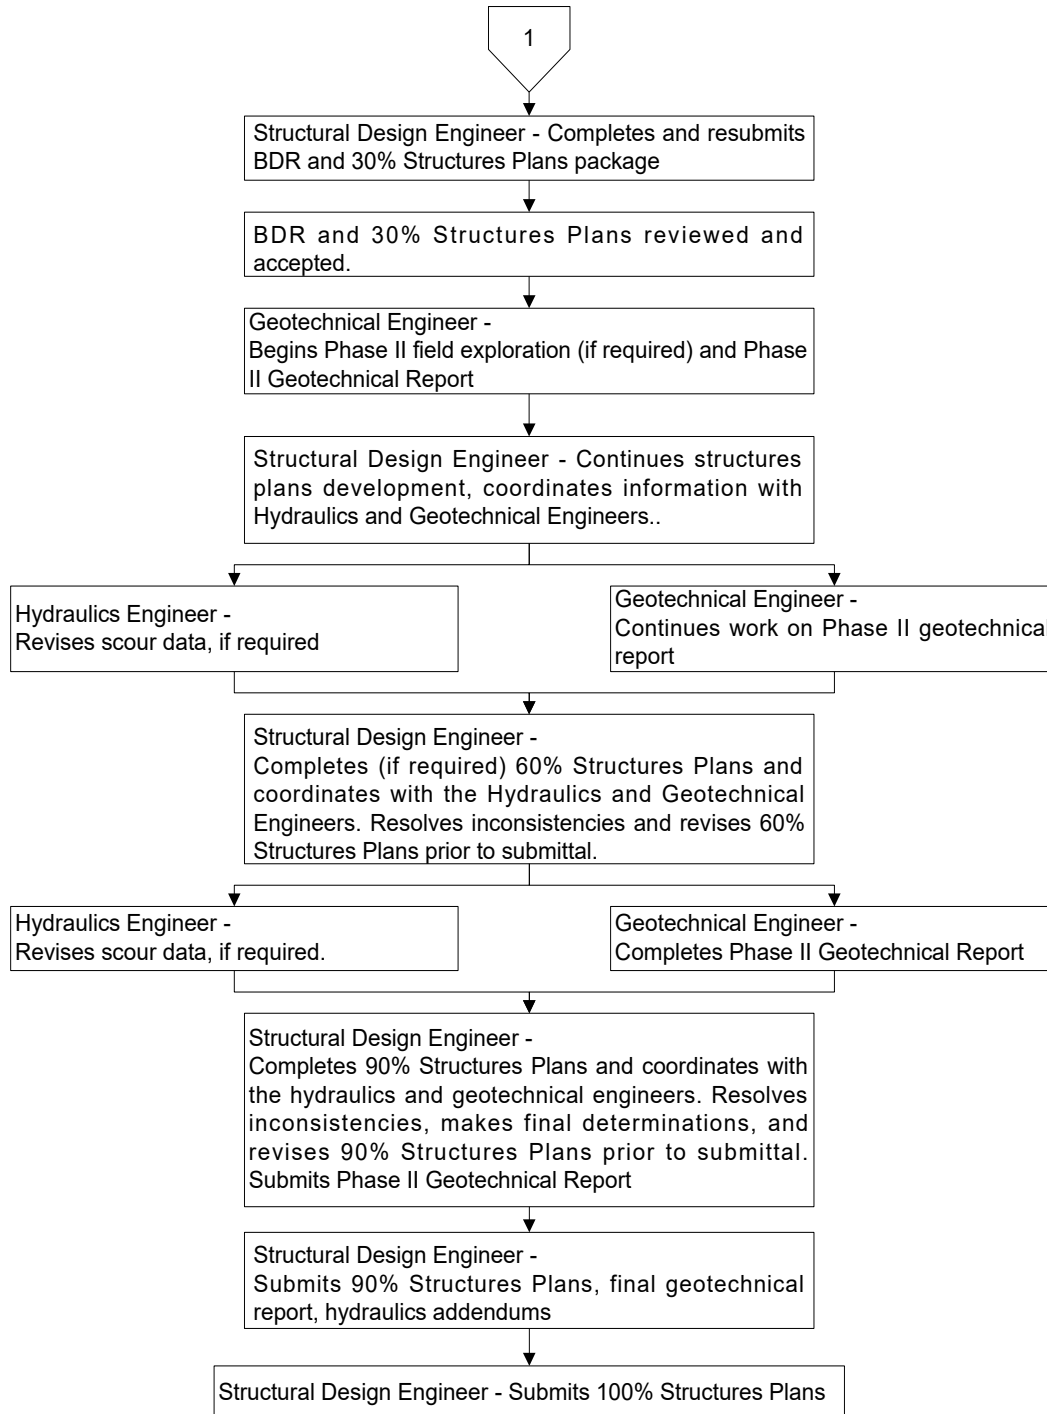 1
Structural Design Engineer - Completes and resubmits
BDR and 30% Structures Plans package
BDR and 30% Structures Plans reviewed and
accepted.
Geotechnical Engineer -
Begins Phase II field exploration (if required) and Phase
II Geotechnical Report
Structural Design Engineer - Continues structures
plans development, coordinates information with
Hydraulics and Geotechnical Engineers..
Hydraulics Engineer -
Revises scour data, if required
Geotechnical Engineer -
Continues work on Phase II geotechnical
report
Structural Design Engineer -
Completes (if required) 60% Structures Plans and
coordinates with the Hydraulics and Geotechnical
Engineers. Resolves inconsistencies and revises 60%
Structures Plans prior to submittal.
Hydraulics Engineer -
Revises scour data, if required.
Geotechnical Engineer -
Completes Phase II Geotechnical Report
Structural Design Engineer -
Completes 90% Structures Plans and coordinates with
the hydraulics and geotechnical engineers. Resolves
inconsistencies, makes final determinations, and
revises 90% Structures Plans prior to submittal.
Submits Phase II Geotechnical Report
Structural Design Engineer -
Submits 90% Structures Plans, final geotechnical
report, hydraulics addendums
Structural Design Engineer - Submits 100% Structures Plans